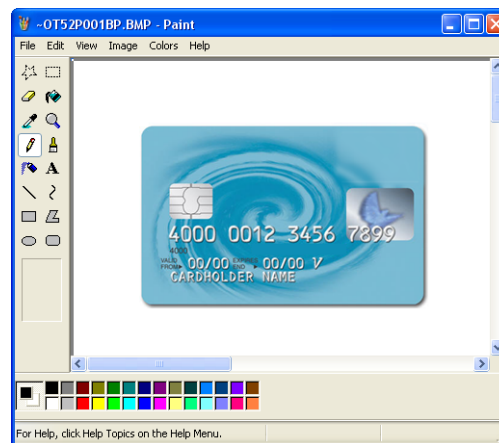 ~OT52P001BP.BMP - Paint
File Edit View Image Colors Help
A
4000 0012 3456 7899
4000
VALID FROM 00/00 EXPIRES END 00/00 V
CARDHOLDER NAME
For Help, click Help Topics on the Help Menu.